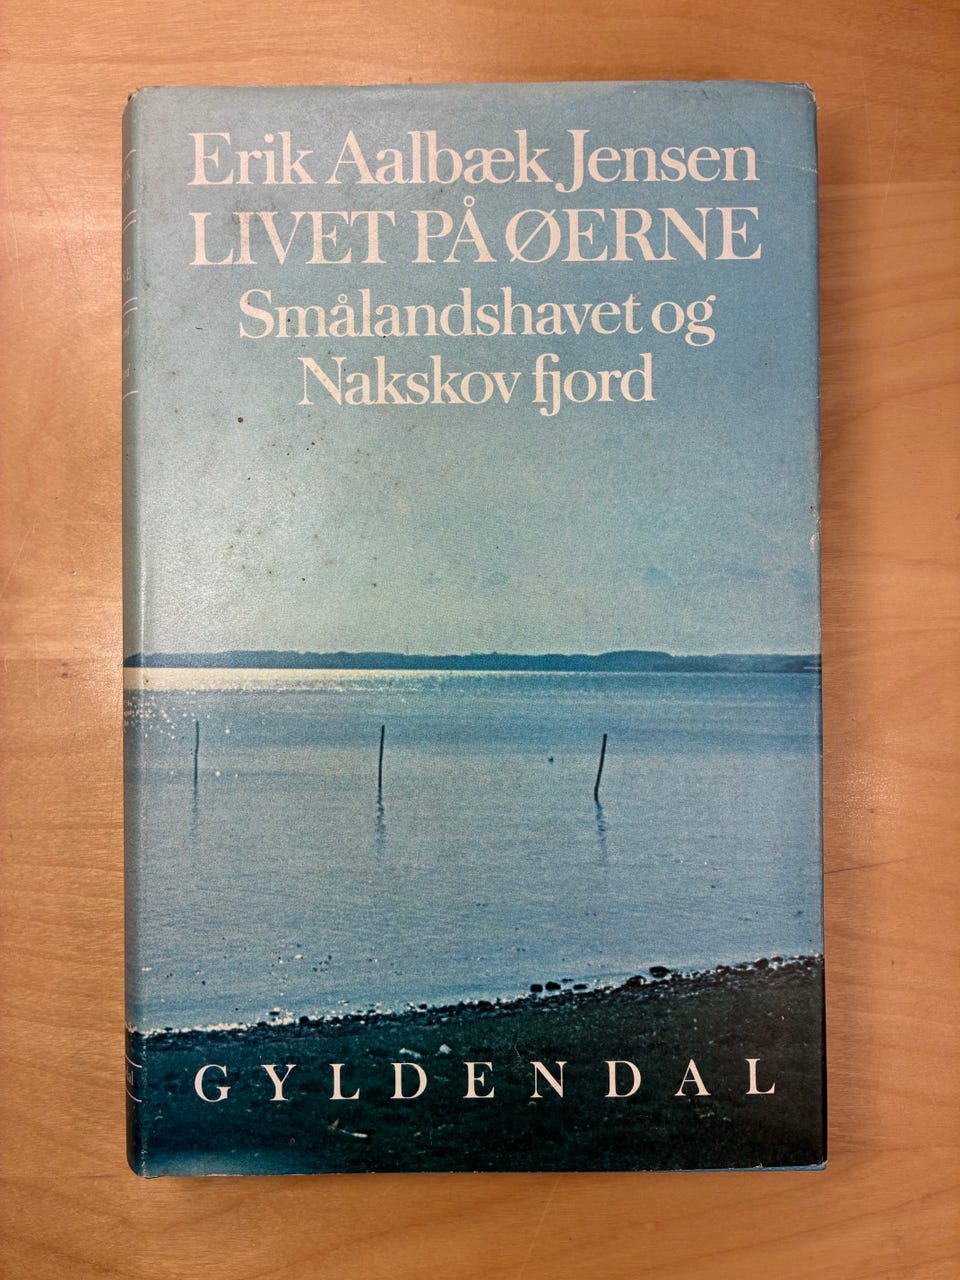 Erik Aalbæk Jensen
LIVET PÅ ØERNE
Smålandshavet og
Nakskov fjord
GYLDENDAL